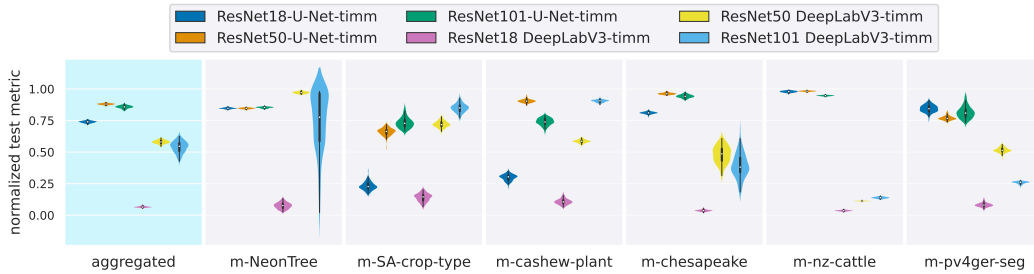 ResNet18-U-Net-timm ResNet101-U-Net-timm ResNet50 DeepLabV3-timm
ResNet50-U-Net-timm ResNet18 DeepLabV3-timm ResNet101 DeepLabV3-timm
normalized test metric
1.00
0.75
0.50
0.25
0.00
aggregated m-NeonTree m-SA-crop-type m-cashew-plant m-chesapeake m-nz-cattle m-pv4ger-seg